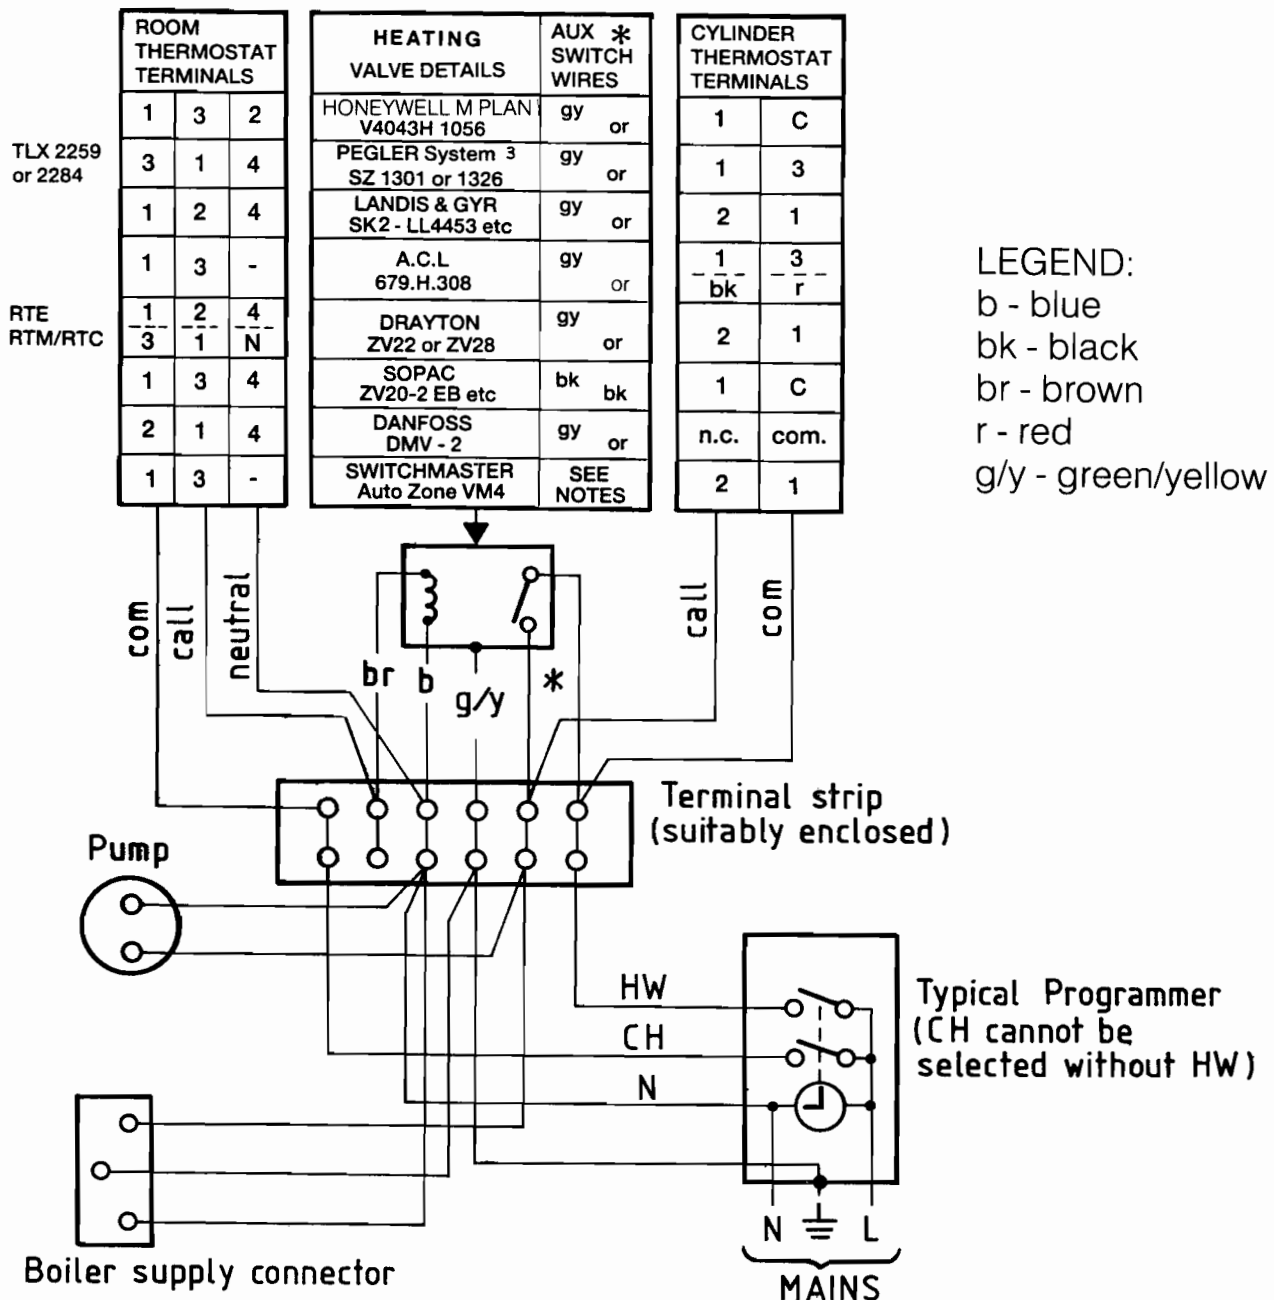 ROOM
THERMOSTAT
TERMINALS
1 3 2
TLX 2259
or 2284
3 1 4
1 2 4
1 3 -
RTE
RTM/RTC
1 2 4
3 1 N
1 3 4
2 1 4
1 3 -
HEATING
VALVE DETAILS
AUX *
SWITCH
WIRES
HONEYWELL M PLAN
V4043H 1056
gy
or
PEGLER System 3
SZ 1301 or 1326
gy
or
LANDIS & GYR
SK2 - LL4453 etc
gy
or
A.C.L
679.H.308
gy
or
DRAYTON
ZV22 or ZV28
gy
or
SOPAC
ZV20-2 EB etc
bk
bk
DANFOSS
DMV - 2
gy
or
SWITCHMASTER
Auto Zone VM4
SEE
NOTES
CYLINDER
THERMOSTAT
TERMINALS
1 C
1 3
2 1
1 3
bk r
2 1
1 C
n.c. com.
2 1
LEGEND:
b - blue
bk - black
br - brown
r - red
g/y - green/yellow
com
call
neutral
br
b
g/y
*
call
com
Terminal strip
(suitably enclosed)
Pump
HW
CH
N
Typical Programmer
(CH cannot be
selected without HW)
N L
MAINS
Boiler supply connector